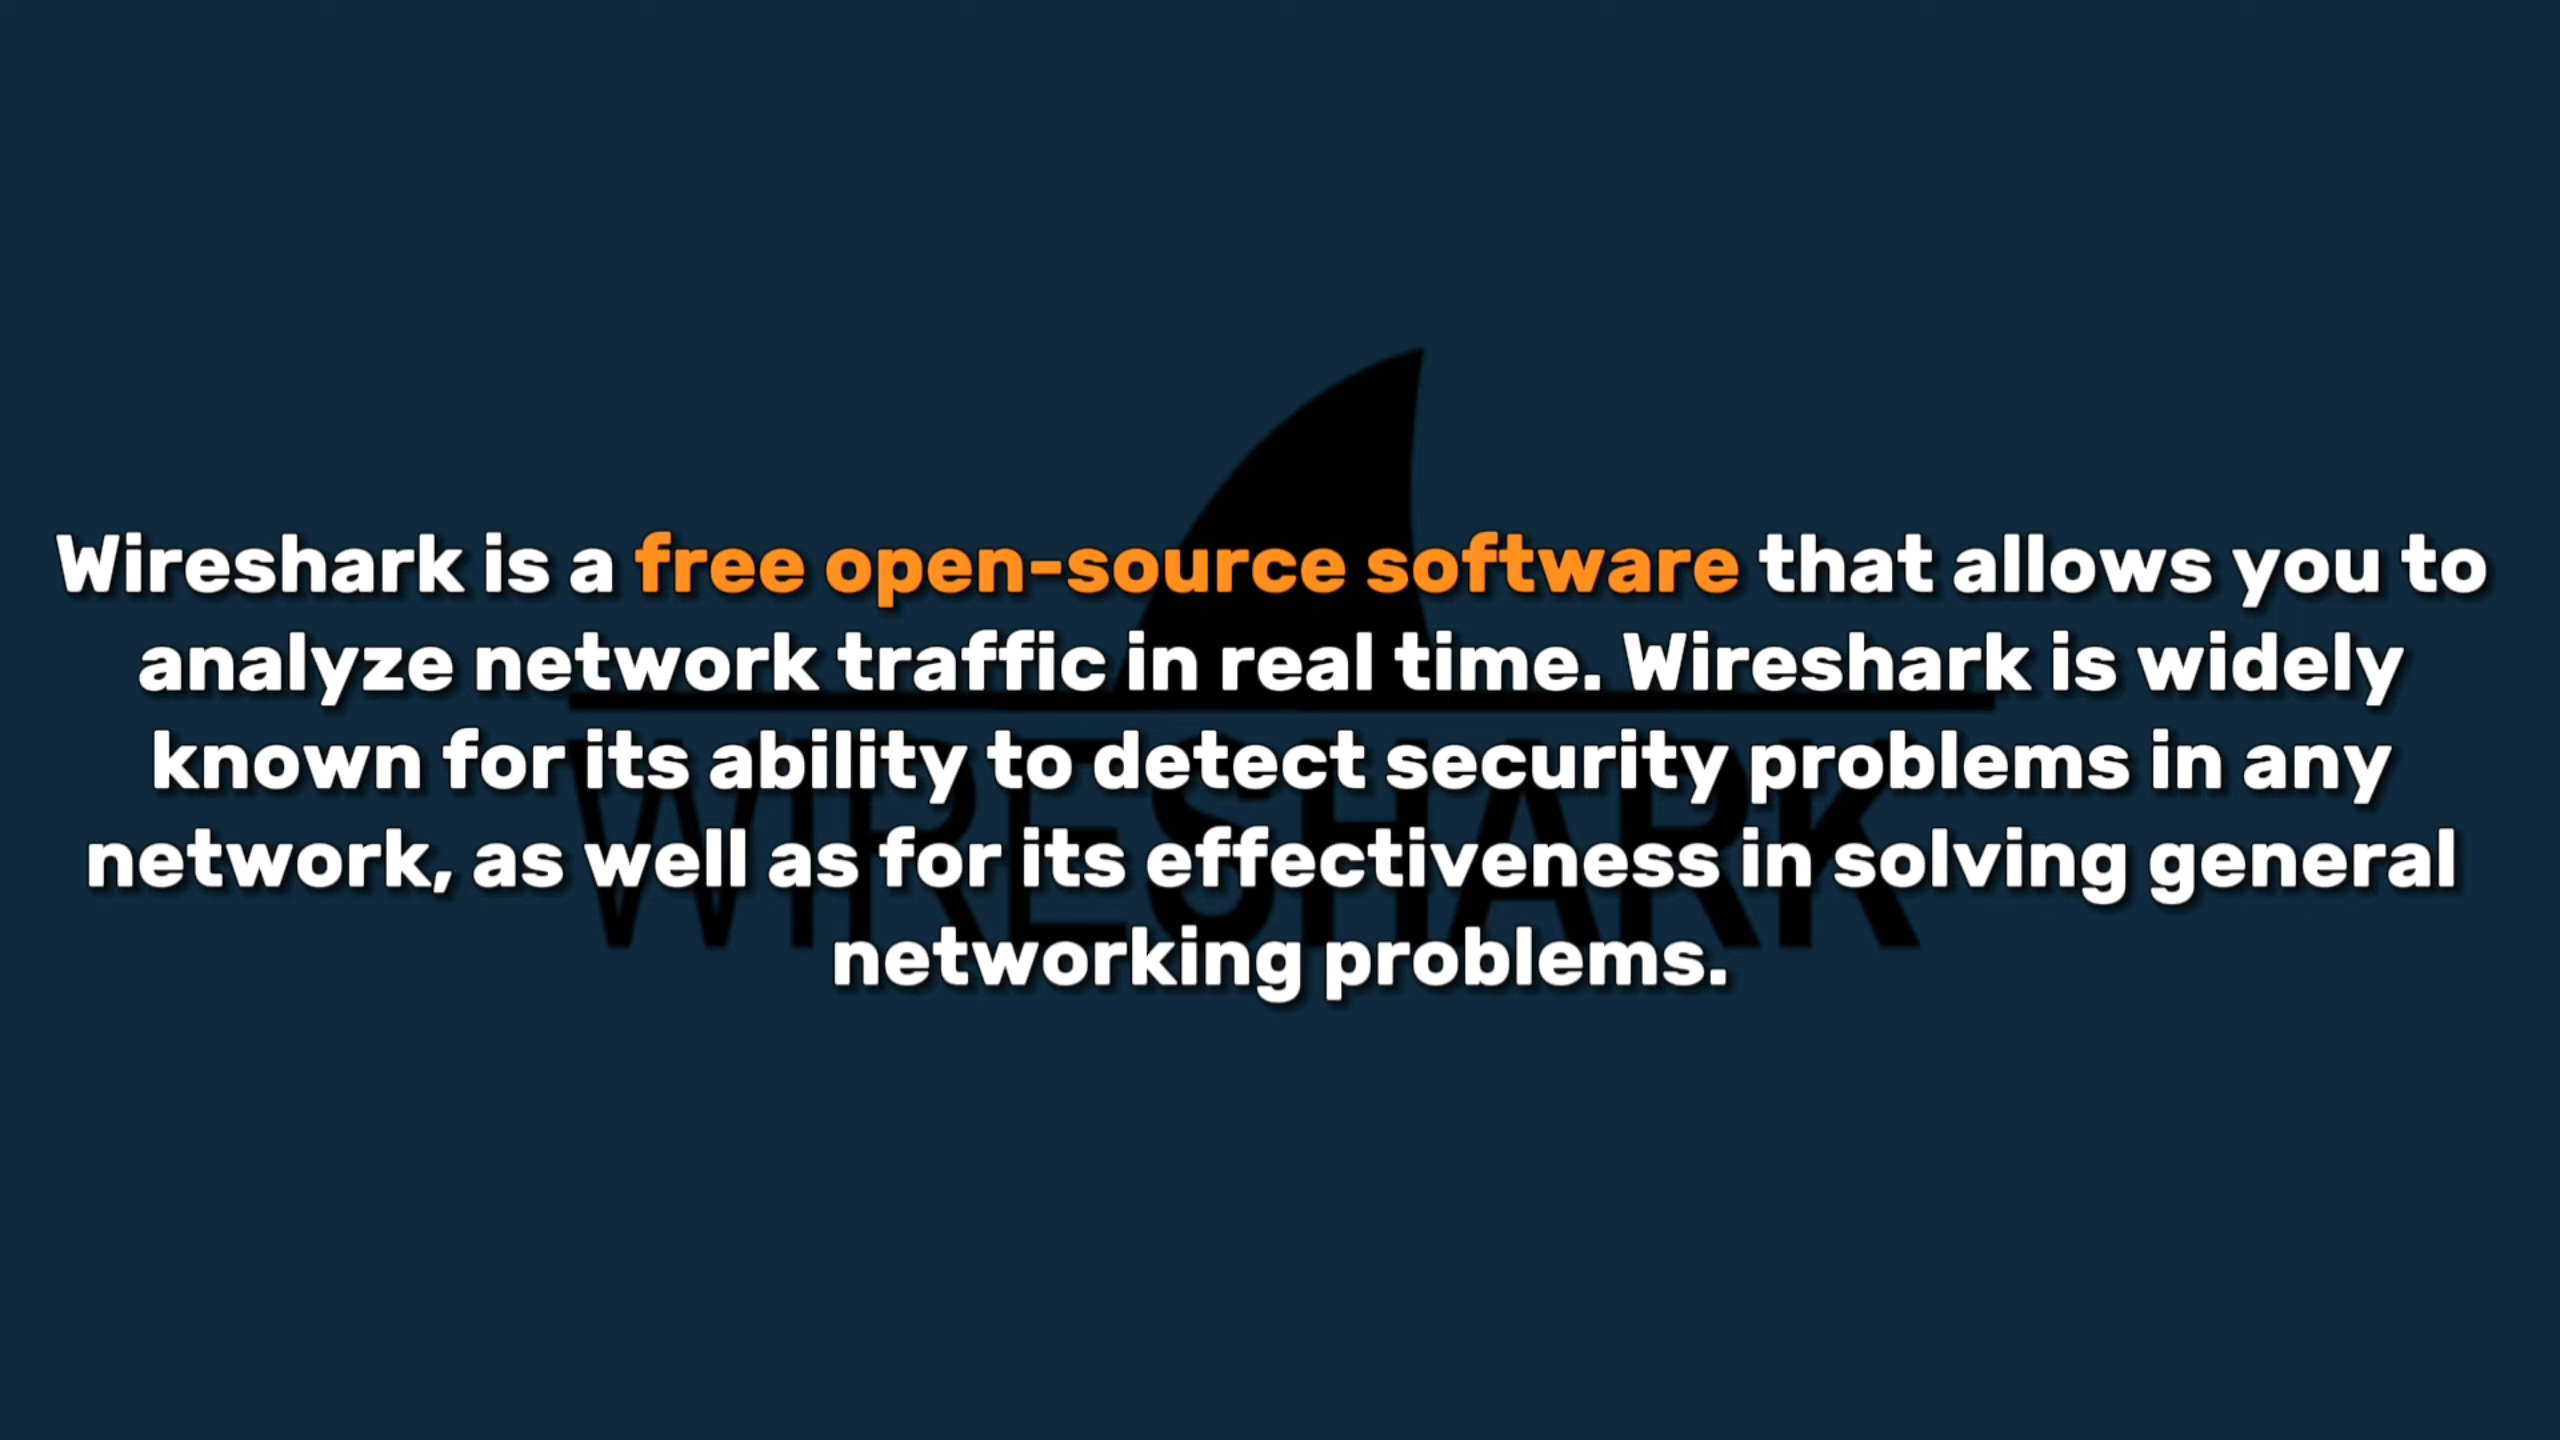 Wireshark is a free open-source software that allows you to
analyze network traffic in real time. Wireshark is widely
known for its ability to detect security problems in any
network, as well as for its effectiveness in solving general
networking problems.
WIRESHARK